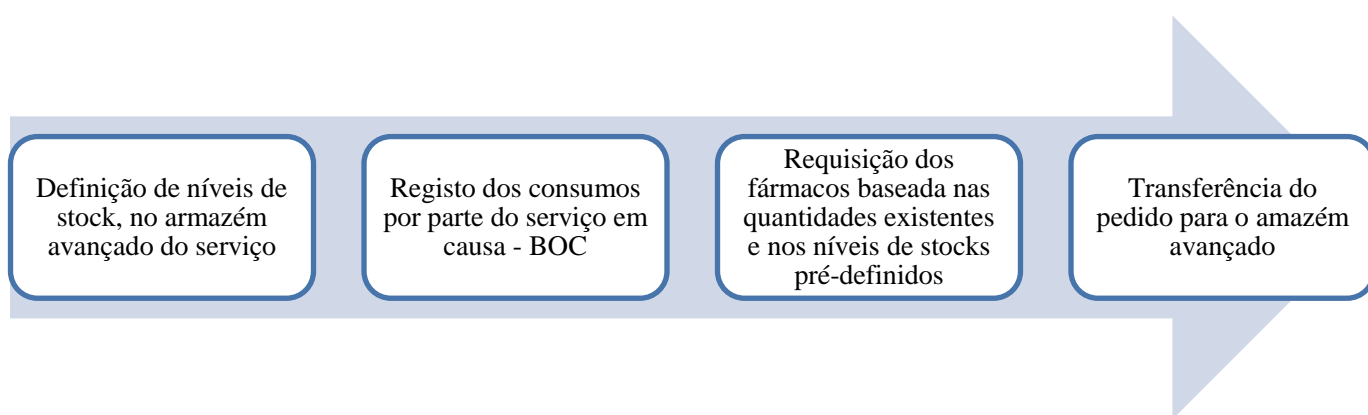 Definição de níveis de
stock, no armazém
avançado do serviço
Registo dos consumos
por parte do serviço em
causa - BOC
Requisição dos
fármacos baseada nas
quantidades existentes
e nos níveis de stocks
pré-definidos
Transferência do
pedido para o amazém
avançado